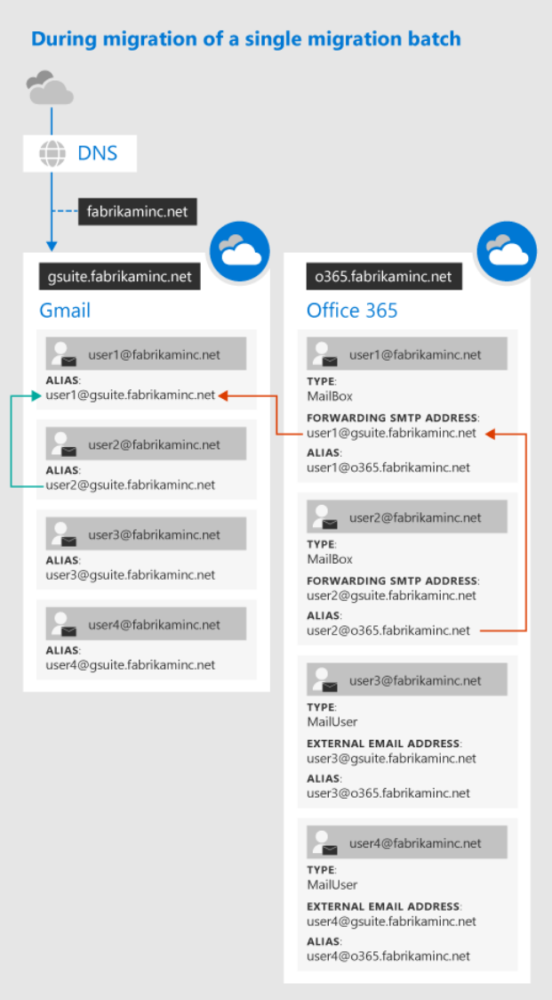 During migration of a single migration batch
DNS
fabrikaminc.net
gsuite.fabrikaminc.net
Gmail
user1@fabrikaminc.net
ALIAS:
user1@gsuite.fabrikaminc.net
user2@fabrikaminc.net
ALIAS:
user2@gsuite.fabrikaminc.net
user3@fabrikaminc.net
ALIAS:
user3@gsuite.fabrikaminc.net
user4@fabrikaminc.net
ALIAS:
user4@gsuite.fabrikaminc.net
o365.fabrikaminc.net
Office 365
user1@fabrikaminc.net
TYPE:
MailBox
FORWARDING SMTP ADDRESS:
user1@gsuite.fabrikaminc.net
ALIAS:
user1@o365.fabrikaminc.net
user2@fabrikaminc.net
TYPE:
MailBox
FORWARDING SMTP ADDRESS:
user2@gsuite.fabrikaminc.net
ALIAS:
user2@o365.fabrikaminc.net
user3@fabrikaminc.net
TYPE:
MailUser
EXTERNAL EMAIL ADDRESS:
user3@gsuite.fabrikaminc.net
ALIAS:
user3@o365.fabrikaminc.net
user4@fabrikaminc.net
TYPE:
MailUser
EXTERNAL EMAIL ADDRESS:
user4@gsuite.fabrikaminc.net
ALIAS:
user4@o365.fabrikaminc.net